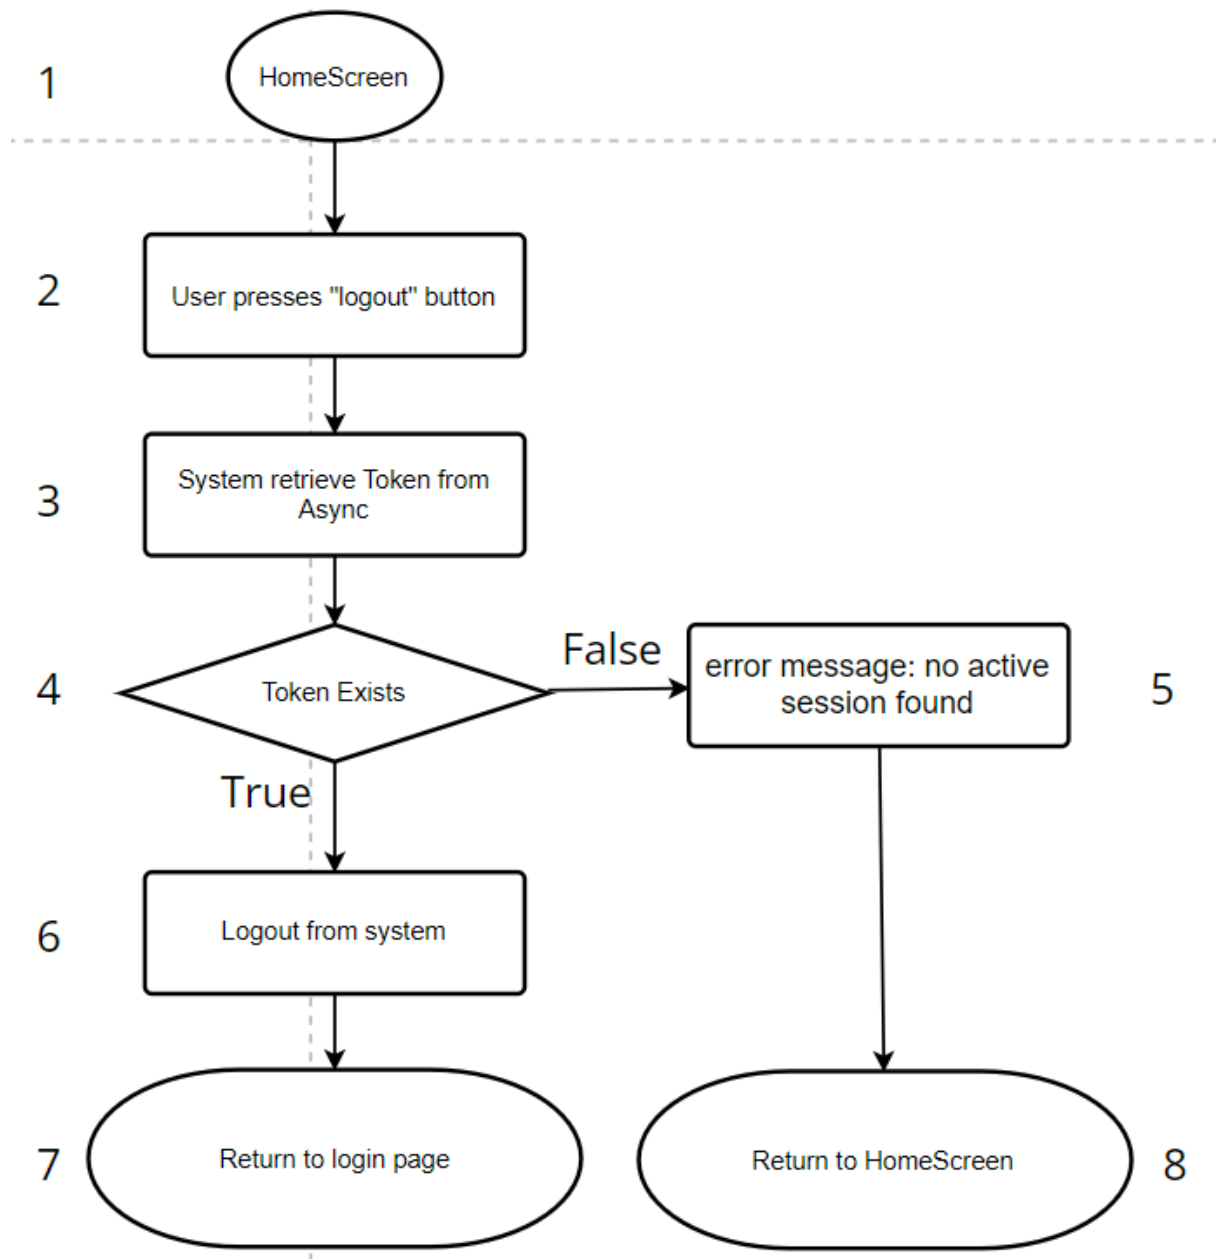 1
HomeScreen
2
User presses "logout" button
3
System retrieve Token from
Async
4
Token Exists
False
error message: no active
session found
5
True
6
Logout from system
7
Return to login page
Return to HomeScreen
8